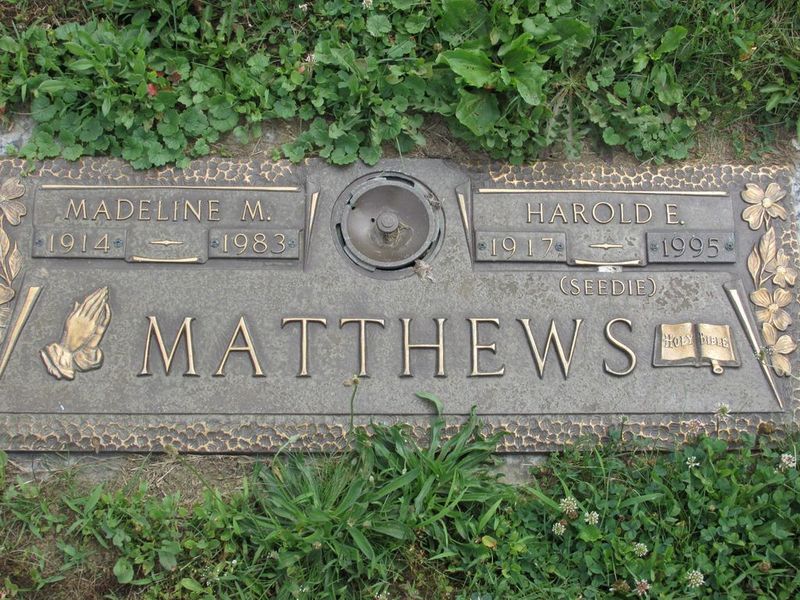 MADELINE M.
1914 1983
HAROLD E.
1917 1995
(SEEDIE)
MATTHEWS
HOLY BIBLE